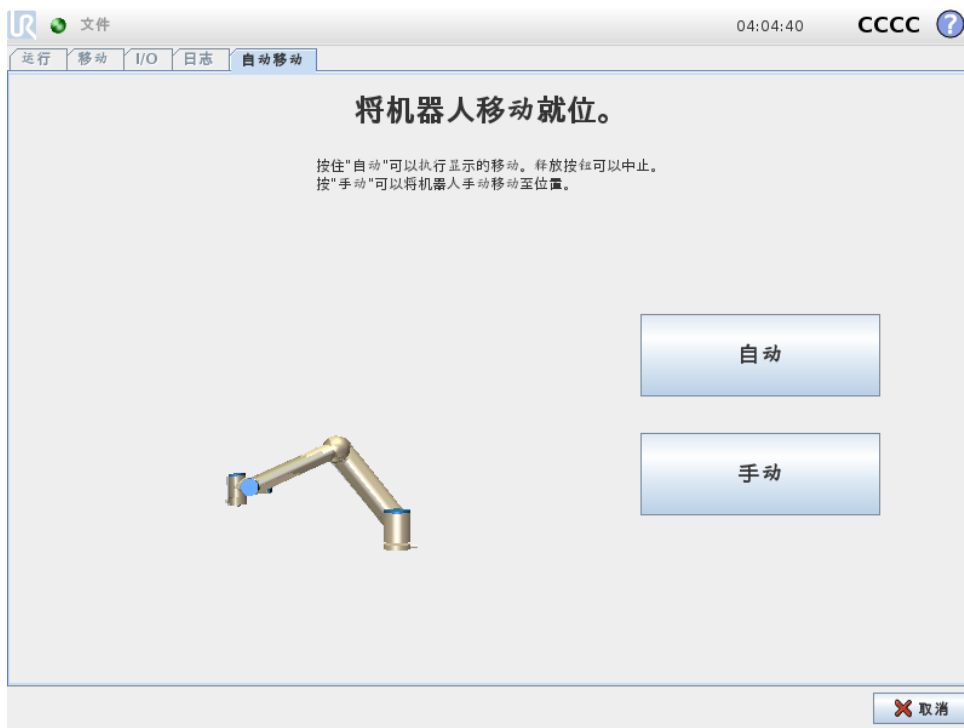 UR 文件 04:04:40 CCCC ?
运行 移动 I/O 日志 自动移动
将机器人移动就位。
按住"自动"可以执行显示的移动。释放按钮可以中止。
按"手动"可以将机器人手动移动至位置。
自动
手动
取消